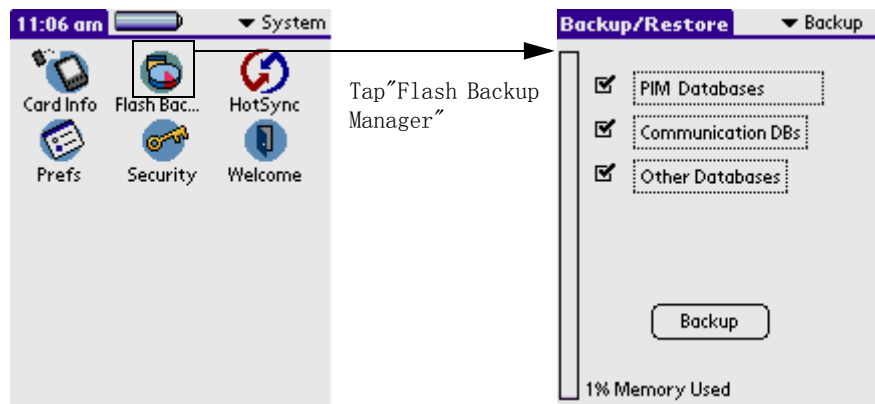 11:06 am
System
Card Info
Flash Bac...
HotSync
Prefs
Security
Welcome
Tap"Flash Backup
Manager"
Backup/Restore
Backup
PIM Databases
Communication DBs
Other Databases
Backup
1% Memory Used